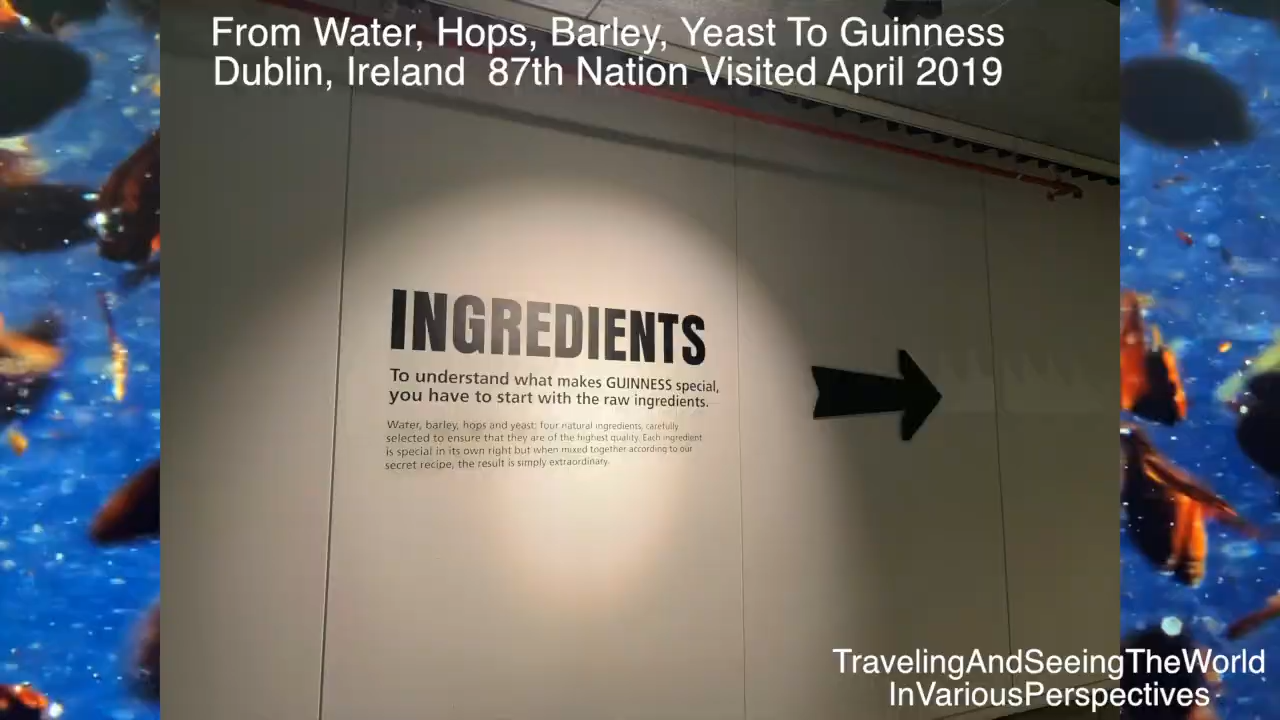 From Water, Hops, Barley, Yeast To Guinness
Dublin, Ireland  87th Nation Visited April 2019
INGREDIENTS
To understand what makes GUINNESS special,
you have to start with the raw ingredients.
Water, barley, hops and yeast: four natural ingredients, carefully
selected to ensure that they are of the highest quality. Each ingredient
is special in its own right but when mixed together according to our
secret recipe, the result is simply extraordinary.
TravelingAndSeeingTheWorld
InVariousPerspectives